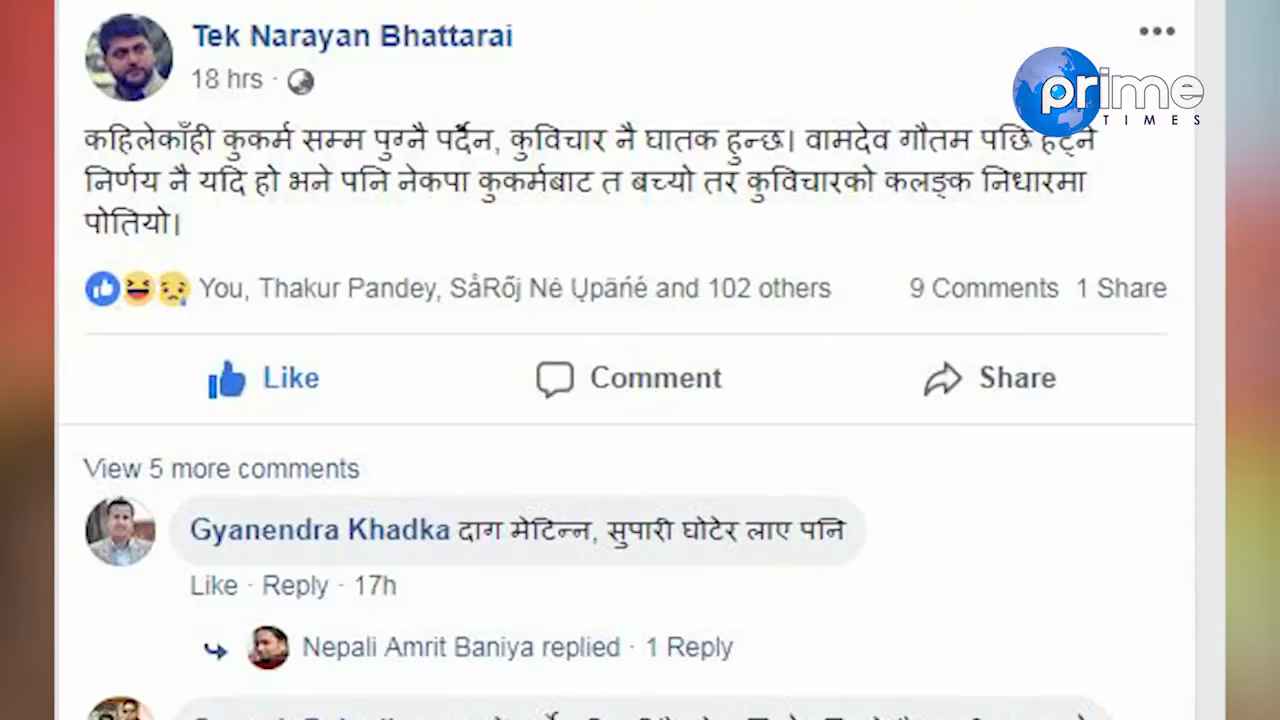 Tek Narayan Bhattarai
18 hrs ·
prime
TIMES
कहिलेकाँही कुकर्म सम्म पुग्नै पर्दैन, कुविचार नै घातक हुन्छ। वामदेव गौतम पछि हट्ने
निर्णय नै यदि हो भने पनि नेकपा कुकर्मबाट त बच्यो तर कुविचारको कलङ्क निधारमा
पोतियो।
You, Thakur Pandey, SåRőj Nė Ųpäńé and 102 others
9 Comments 1 Share
Like Comment Share
View 5 more comments
Gyanendra Khadka दाग मेटिन्न, सुपारी घोटेर लाए पनि
Like · Reply · 17h
Nepali Amrit Baniya replied · 1 Reply